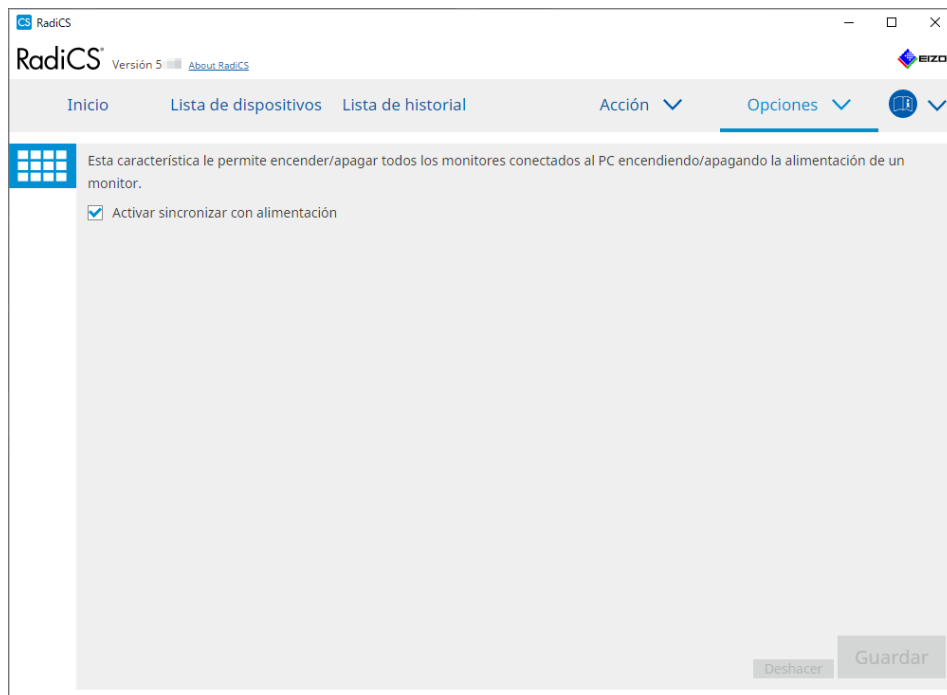 CS RadiCS
RadiCS® Versión 5 About RadiCS EIZO
Inicio Lista de dispositivos Lista de historial Acción Opciones
Esta característica le permite encender/apagar todos los monitores conectados al PC encendiendo/apagando la alimentación de un
monitor.
Activar sincronizar con alimentación
Deshacer Guardar